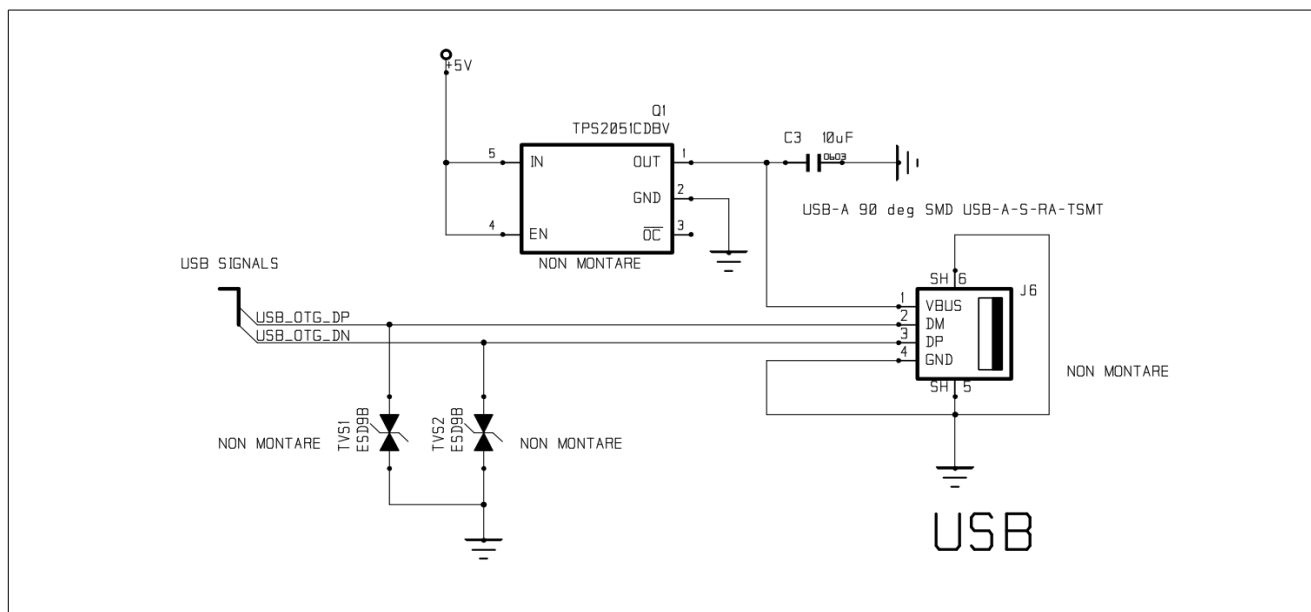 +5V
Q1
TPS2051CDBV
5 IN OUT 1
GND 2
4 EN OC 3
NON MONTARE
C3 10uF
0603
USB-A 90 deg SMD USB-A-S-RA-TSMT
USB SIGNALS
USB_OTG_DP
USB_OTG_DN
SH 6
J6
1 VBUS
2 DM
3 DP
4 GND
SH 5
NON MONTARE
NON MONTARE
TVS1
ESD9B
TVS2
ESD9B
NON MONTARE
USB